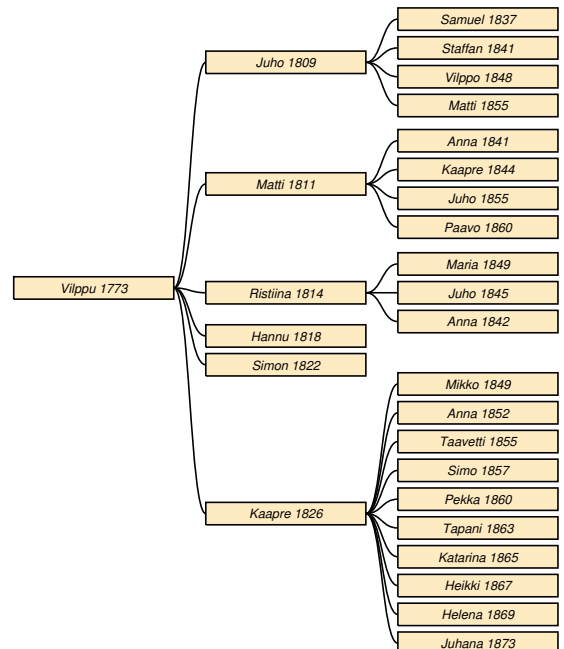 Vilppu 1773
Juho 1809
Samuel 1837
Staffan 1841
Vilppo 1848
Matti 1855
Matti 1811
Anna 1841
Kaapre 1844
Juho 1855
Paavo 1860
Ristiina 1814
Maria 1849
Juho 1845
Anna 1842
Hannu 1818
Simon 1822
Kaapre 1826
Mikko 1849
Anna 1852
Taavetti 1855
Simo 1857
Pekka 1860
Tapani 1863
Katarina 1865
Heikki 1867
Helena 1869
Juhana 1873